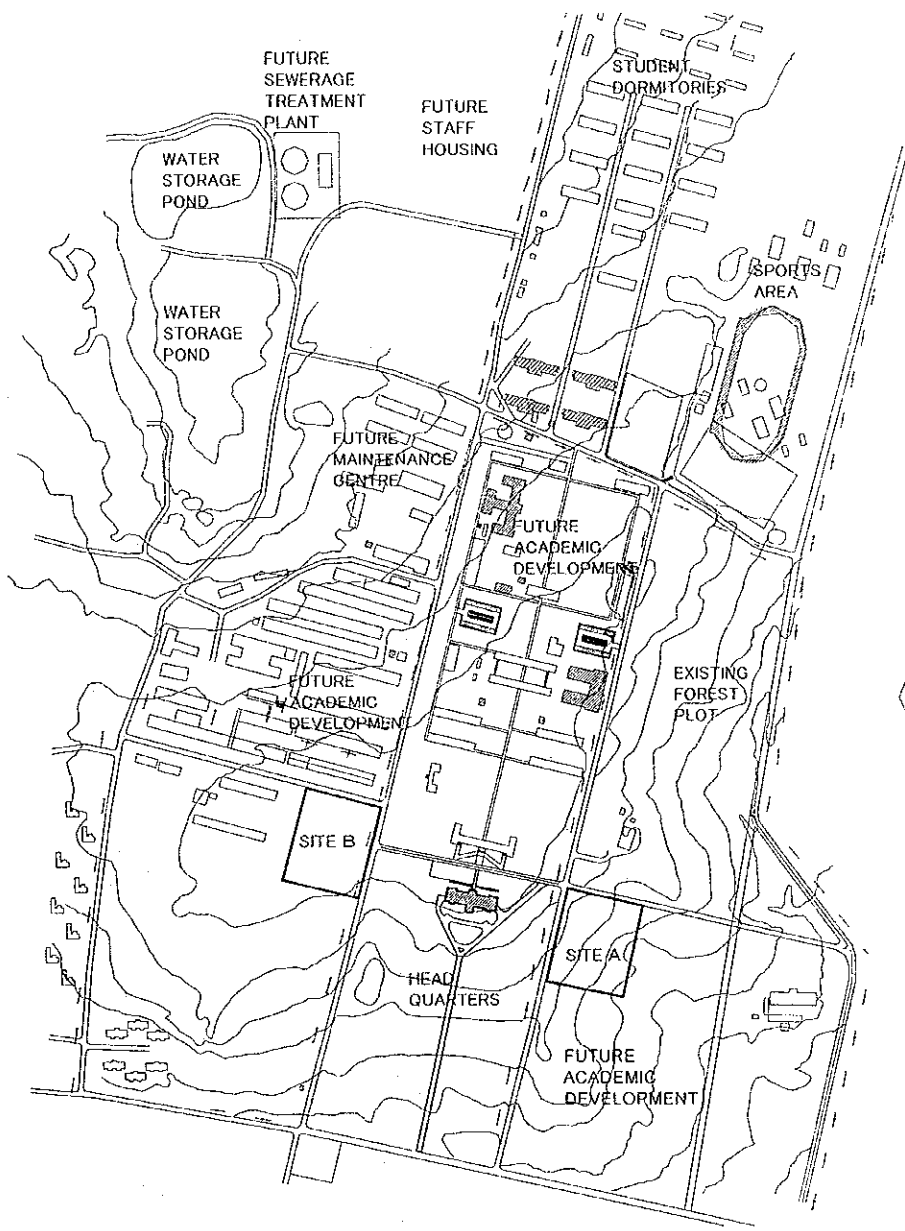 FUTURE
SEWERAGE
TREATMENT
PLANT
STUDENT
DORMITORIES
FUTURE
STAFF
HOUSING
WATER
STORAGE
POND
SPORTS
AREA
WATER
STORAGE
POND
FUTURE
MAINTENANCE
CENTRE
FUTURE
ACADEMIC
DEVELOPMENT
EXISTING
FOREST
PLOT
FUTURE
ACADEMIC
DEVELOPMENT
SITE B
SITE A
HEAD
QUARTERS
FUTURE
ACADEMIC
DEVELOPMENT